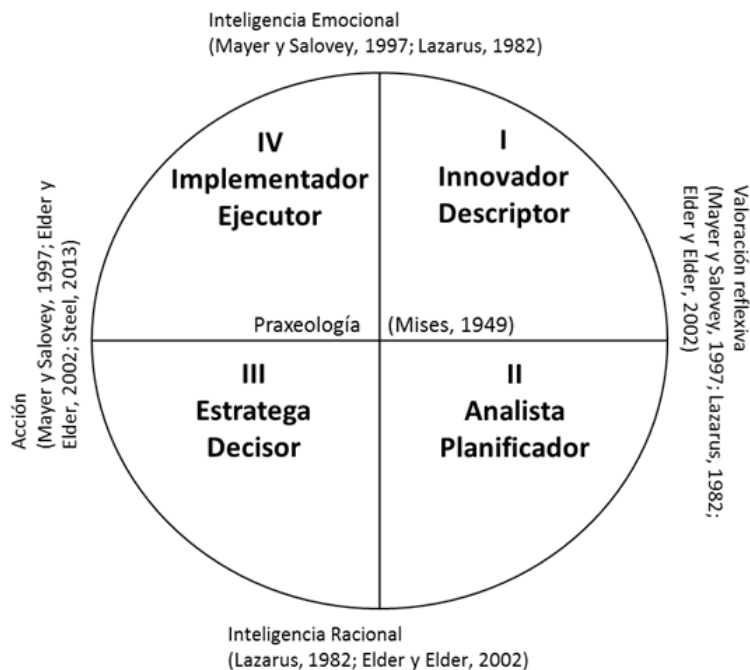 Inteligencia Emocional
(Mayer y Salovey, 1997; Lazarus, 1982)
IV
Implementador
Ejecutor
I
Innovador
Descriptor
Acción
(Mayer y Salovey, 1997; Elder y
Elder, 2002; Steel, 2013)
Valoración reflexiva
(Mayer y Salovey, 1997; Lazarus, 1982;
Elder y Elder, 2002)
Praxeología (Mises, 1949)
III
Estratega
Decisor
II
Analista
Planificador
Inteligencia Racional
(Lazarus, 1982; Elder y Elder, 2002)